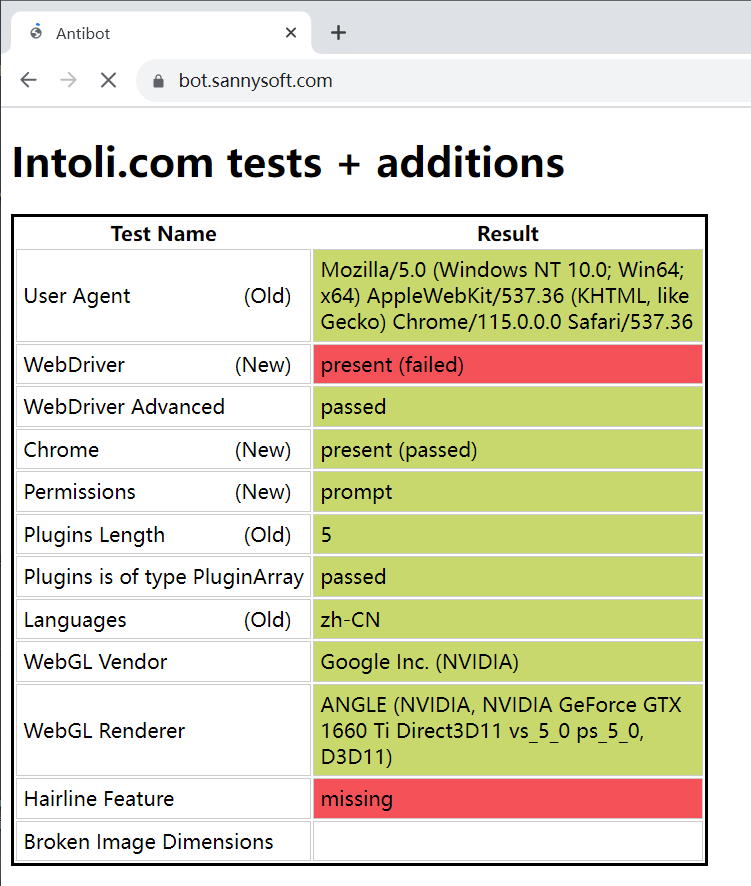 Antibot
bot.sannysoft.com
Intoli.com tests + additions
Test Name Result
User Agent (Old)
Mozilla/5.0 (Windows NT 10.0; Win64;
x64) AppleWebKit/537.36 (KHTML, like
Gecko) Chrome/115.0.0.0 Safari/537.36
WebDriver (New) present (failed)
WebDriver Advanced passed
Chrome (New) present (passed)
Permissions (New) prompt
Plugins Length (Old) 5
Plugins is of type PluginArray passed
Languages (Old) zh-CN
WebGL Vendor Google Inc. (NVIDIA)
WebGL Renderer
ANGLE (NVIDIA, NVIDIA GeForce GTX
1660 Ti Direct3D11 vs_5_0 ps_5_0,
D3D11)
Hairline Feature missing
Broken Image Dimensions